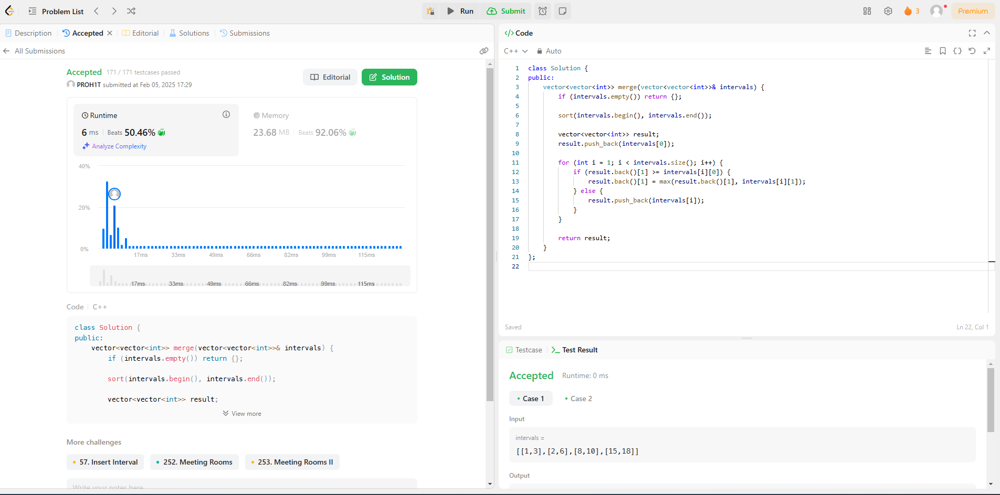 Problem List
Run
Submit
3
Premium
Description
Accepted
Editorial
Solutions
Submissions
All Submissions
Accepted 171 / 171 testcases passed
PROH1T submitted at Feb 05, 2025 17:29
Editorial
Solution
Runtime
6 ms Beats 50.46%
Analyze Complexity
Memory
23.68 MB Beats 92.06%
40%
20%
0%
17ms 33ms 49ms 66ms 82ms 99ms 115ms
17ms 33ms 49ms 66ms 82ms 99ms 115ms
Code C++
class Solution {
public:
    vector<vector<int>> merge(vector<vector<int>>& intervals) {
        if (intervals.empty()) return {};

        sort(intervals.begin(), intervals.end());

        vector<vector<int>> result;
View more
More challenges
57. Insert Interval
252. Meeting Rooms
253. Meeting Rooms II
Write your notes here
</> Code
C++
Auto
1 class Solution {
2 public:
3     vector<vector<int>> merge(vector<vector<int>>& intervals) {
4         if (intervals.empty()) return {};
5
6         sort(intervals.begin(), intervals.end());
7
8         vector<vector<int>> result;
9         result.push_back(intervals[0]);
10
11         for (int i = 1; i < intervals.size(); i++) {
12             if (result.back()[1] >= intervals[i][0]) {
13                 result.back()[1] = max(result.back()[1], intervals[i][1]);
14             } else {
15                 result.push_back(intervals[i]);
16             }
17         }
18
19         return result;
20     }
21 };
22
Saved
Ln 22, Col 1
Testcase
Test Result
Accepted Runtime: 0 ms
Case 1
Case 2
Input
intervals =
[[1,3],[2,6],[8,10],[15,18]]
Output